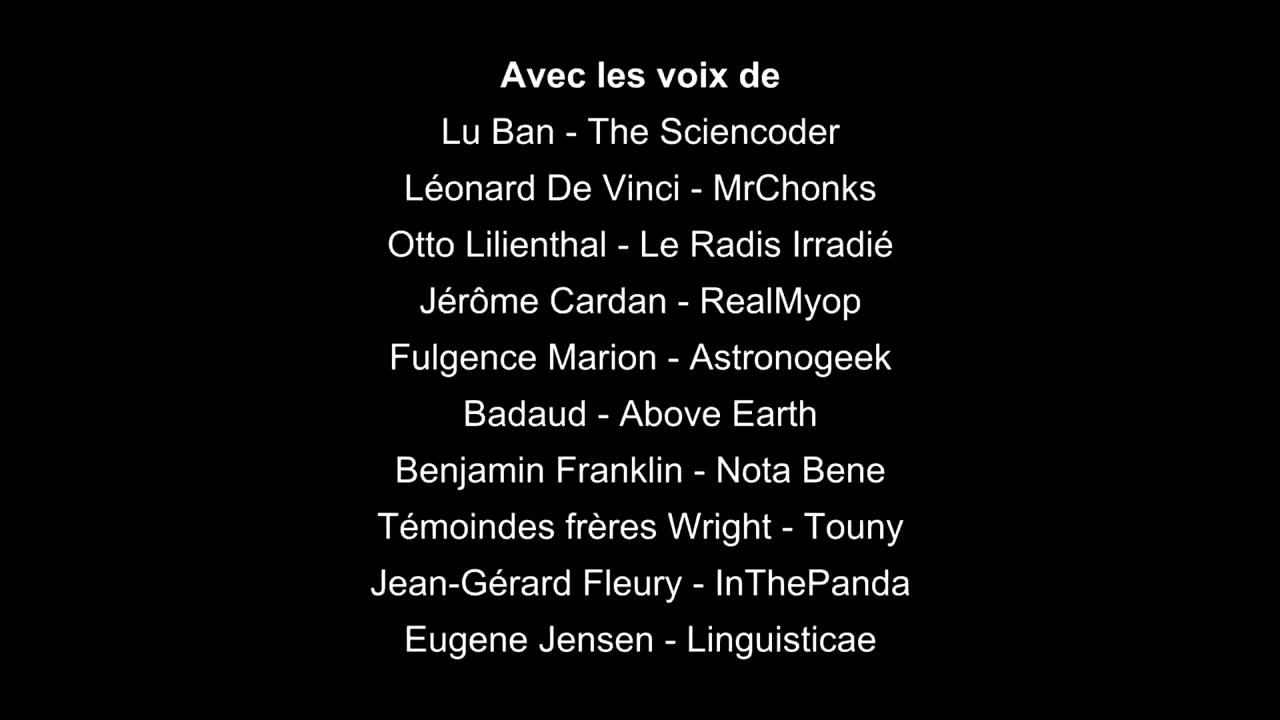 Avec les voix de
Lu Ban - The Sciencoder
Léonard De Vinci - MrChonks
Otto Lilienthal - Le Radis Irradié
Jérôme Cardan - RealMyop
Fulgence Marion - Astronogeek
Badaud - Above Earth
Benjamin Franklin - Nota Bene
Témoindes frères Wright - Touny
Jean-Gérard Fleury - InThePanda
Eugene Jensen - Linguisticae